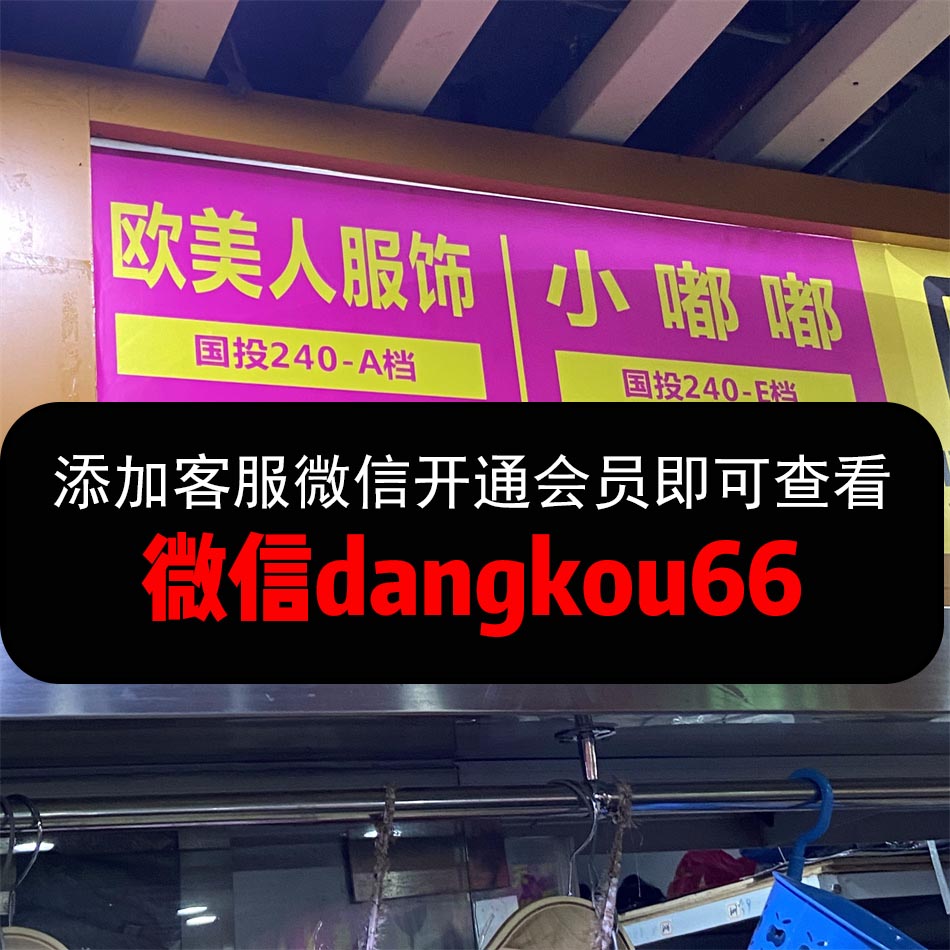 欧美人服饰
国投240-A档
小嘟嘟
国投240-E档
添加客服微信开通会员即可查看
微信dangkou66